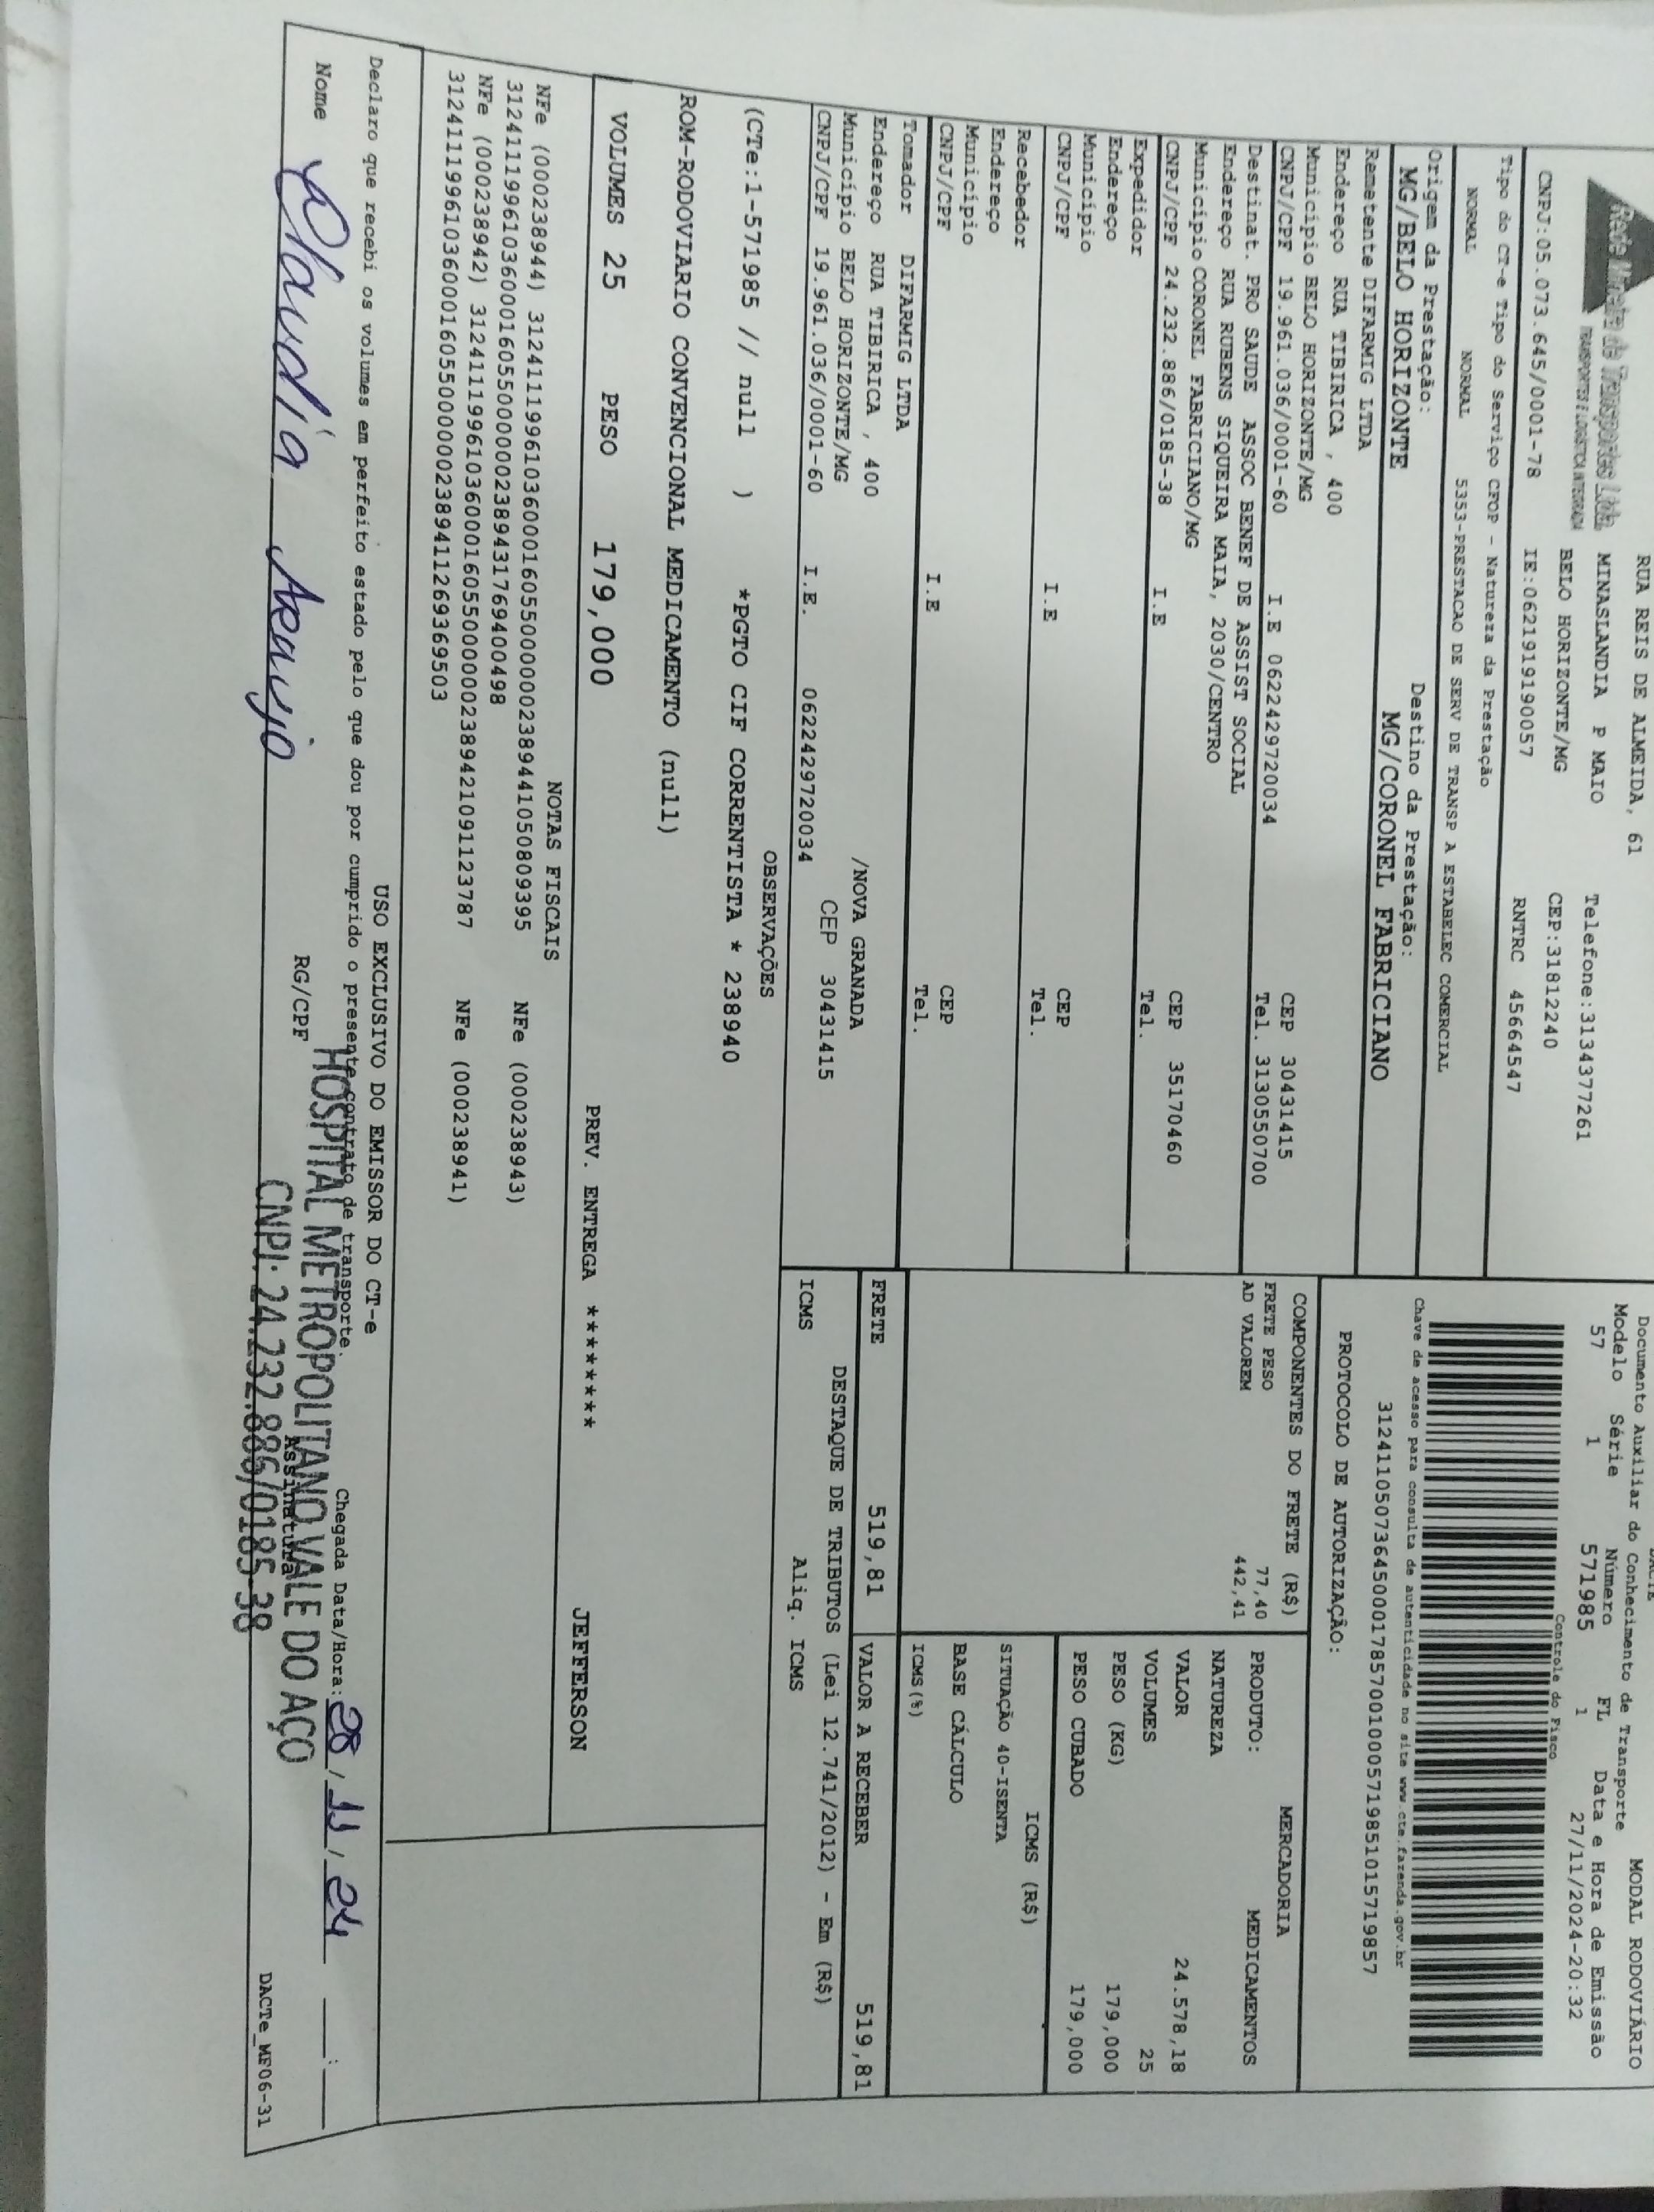 Rede Mineira de Transportes Ltda.
TRANSPORTES E LOGÍSTICA INTEGRADA
RUA REIS DE ALMEIDA, 61
MINASLANDIA P MAIO Telefone:3134377261
BELO HORIZONTE/MG CEP:31812240
CNPJ:05.073.645/0001-78 IE:0621919190057 RNTRC 45664547
Documento Auxiliar do Conhecimento de Transporte MODAL RODOVIÁRIO
Modelo Série Número FL Data e Hora de Emissão
57 1 571985 1 27/11/2024-20:32
Controle do Fisco
Tipo do CT-e Tipo do Serviço CFOP - Natureza da Prestação
NORMAL NORMAL 5353-PRESTACAO DE SERV DE TRANSP A ESTABELEC COMERCIAL
Chave de acesso para consulta de autenticidade no site www.cte.fazenda.gov.br
31241105073645000178570010005719851015719857
Origem da Prestação: Destino da Prestação:
MG/BELO HORIZONTE MG/CORONEL FABRICIANO
PROTOCOLO DE AUTORIZAÇÃO:
Remetente DIFARMIG LTDA
Endereço RUA TIBIRICA , 400
Município BELO HORIZONTE/MG CEP 30431415
CNPJ/CPF 19.961.036/0001-60 I.E 0622429720034 Tel. 3130550700
Destinat. PRO SAUDE ASSOC BENEF DE ASSIST SOCIAL
Endereço RUA RUBENS SIQUEIRA MAIA, 2030/CENTRO
Município CORONEL FABRICIANO/MG CEP 35170460
CNPJ/CPF 24.232.886/0185-38 I.E Tel.
Expedidor
Endereço
Município CEP
CNPJ/CPF I.E Tel.
Recebedor
Endereço
Município CEP
CNPJ/CPF I.E Tel.
Tomador DIFARMIG LTDA
Endereço RUA TIBIRICA , 400 /NOVA GRANADA
Município BELO HORIZONTE/MG CEP 30431415
CNPJ/CPF 19.961.036/0001-60 I.E. 0622429720034
COMPONENTES DO FRETE (R$)
FRETE PESO 77,40
AD VALOREM 442,41
MERCADORIA
PRODUTO: MEDICAMENTOS
NATUREZA
VALOR 24.578,18
VOLUMES 25
PESO (KG) 179,000
PESO CUBADO 179,000
ICMS (R$)
SITUAÇÃO 40-ISENTA
BASE CÁLCULO
ICMS(%)
FRETE 519,81 VALOR A RECEBER 519,81
DESTAQUE DE TRIBUTOS (Lei 12.741/2012) - Em (R$)
ICMS Aliq. ICMS
OBSERVAÇÕES
(CTe:1-571985 // null ) *PGTO CIF CORRENTISTA * 238940
ROM-RODOVIARIO CONVENCIONAL MEDICAMENTO (null)
VOLUMES 25 PESO 179,000 PREV. ENTREGA ******** JEFFERSON
NOTAS FISCAIS
NFe (000238944) 31241119961036000160550000002389441050809395 NFe (000238943)
31241119961036000160550000002389431769400498
NFe (000238942) 31241119961036000160550000002389421091123787 NFe (000238941)
31241119961036000160550000002389411269369503
USO EXCLUSIVO DO EMISSOR DO CT-e
Declaro que recebi os volumes em perfeito estado pelo que dou por cumprido o presente contrato de transporte.
Chegada Data/Hora: 28/11/24 __:__
Nome Claudia Araujo RG/CPF Assinatura
HOSPITAL METROPOLITANO VALE DO AÇO
CNPJ: 24.232.886/0185-38
DACTe_MF06-31